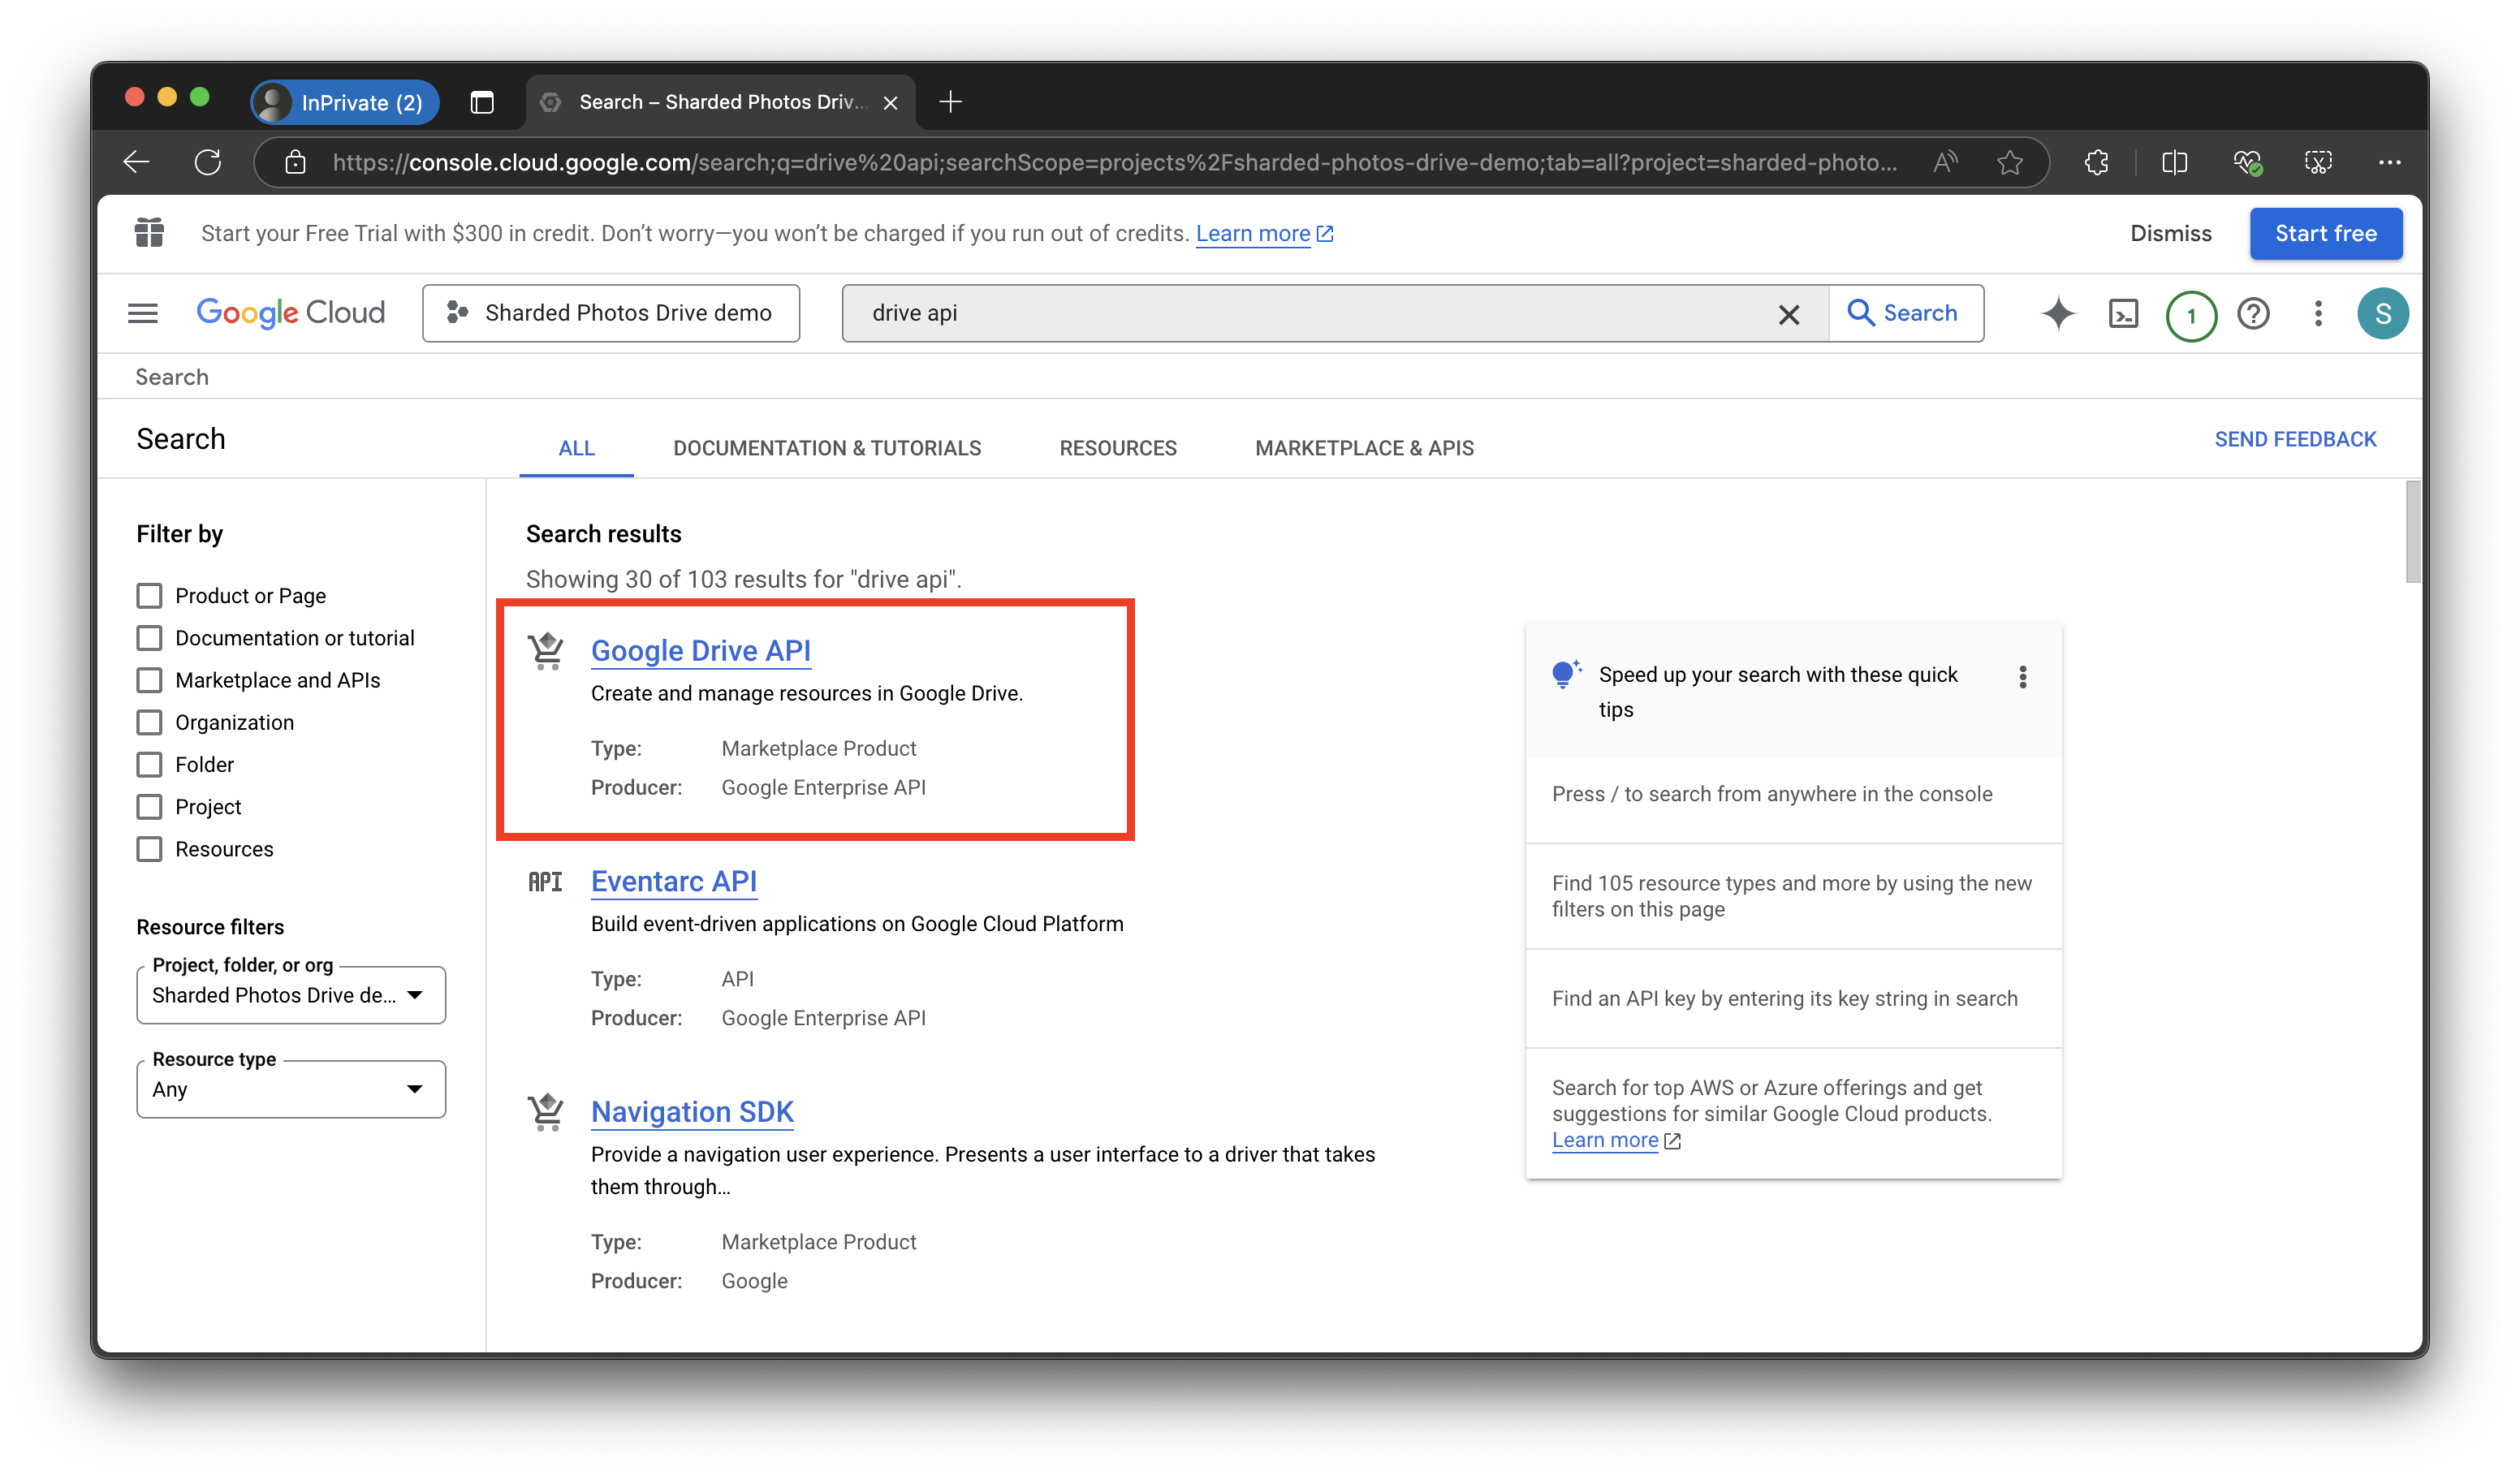 InPrivate (2)
Search – Sharded Photos Driv...
https://console.cloud.google.com/search;q=drive%20api;searchScope=projects%2Fsharded-photos-drive-demo;tab=all?project=sharded-photo...
Start your Free Trial with $300 in credit. Don’t worry—you won’t be charged if you run out of credits. Learn more
Dismiss
Start free
Google Cloud
Sharded Photos Drive demo
drive api
Search
1
S
Search
Search
ALL
DOCUMENTATION & TUTORIALS
RESOURCES
MARKETPLACE & APIS
SEND FEEDBACK
Filter by
Product or Page
Documentation or tutorial
Marketplace and APIs
Organization
Folder
Project
Resources
Resource filters
Project, folder, or org
Sharded Photos Drive de...
Resource type
Any
Search results
Showing 30 of 103 results for "drive api".
Google Drive API
Create and manage resources in Google Drive.
Type: Marketplace Product
Producer: Google Enterprise API
API
Eventarc API
Build event-driven applications on Google Cloud Platform
Type: API
Producer: Google Enterprise API
Navigation SDK
Provide a navigation user experience. Presents a user interface to a driver that takes
them through...
Type: Marketplace Product
Producer: Google
Speed up your search with these quick
tips
Press / to search from anywhere in the console
Find 105 resource types and more by using the new
filters on this page
Find an API key by entering its key string in search
Search for top AWS or Azure offerings and get
suggestions for similar Google Cloud products.
Learn more